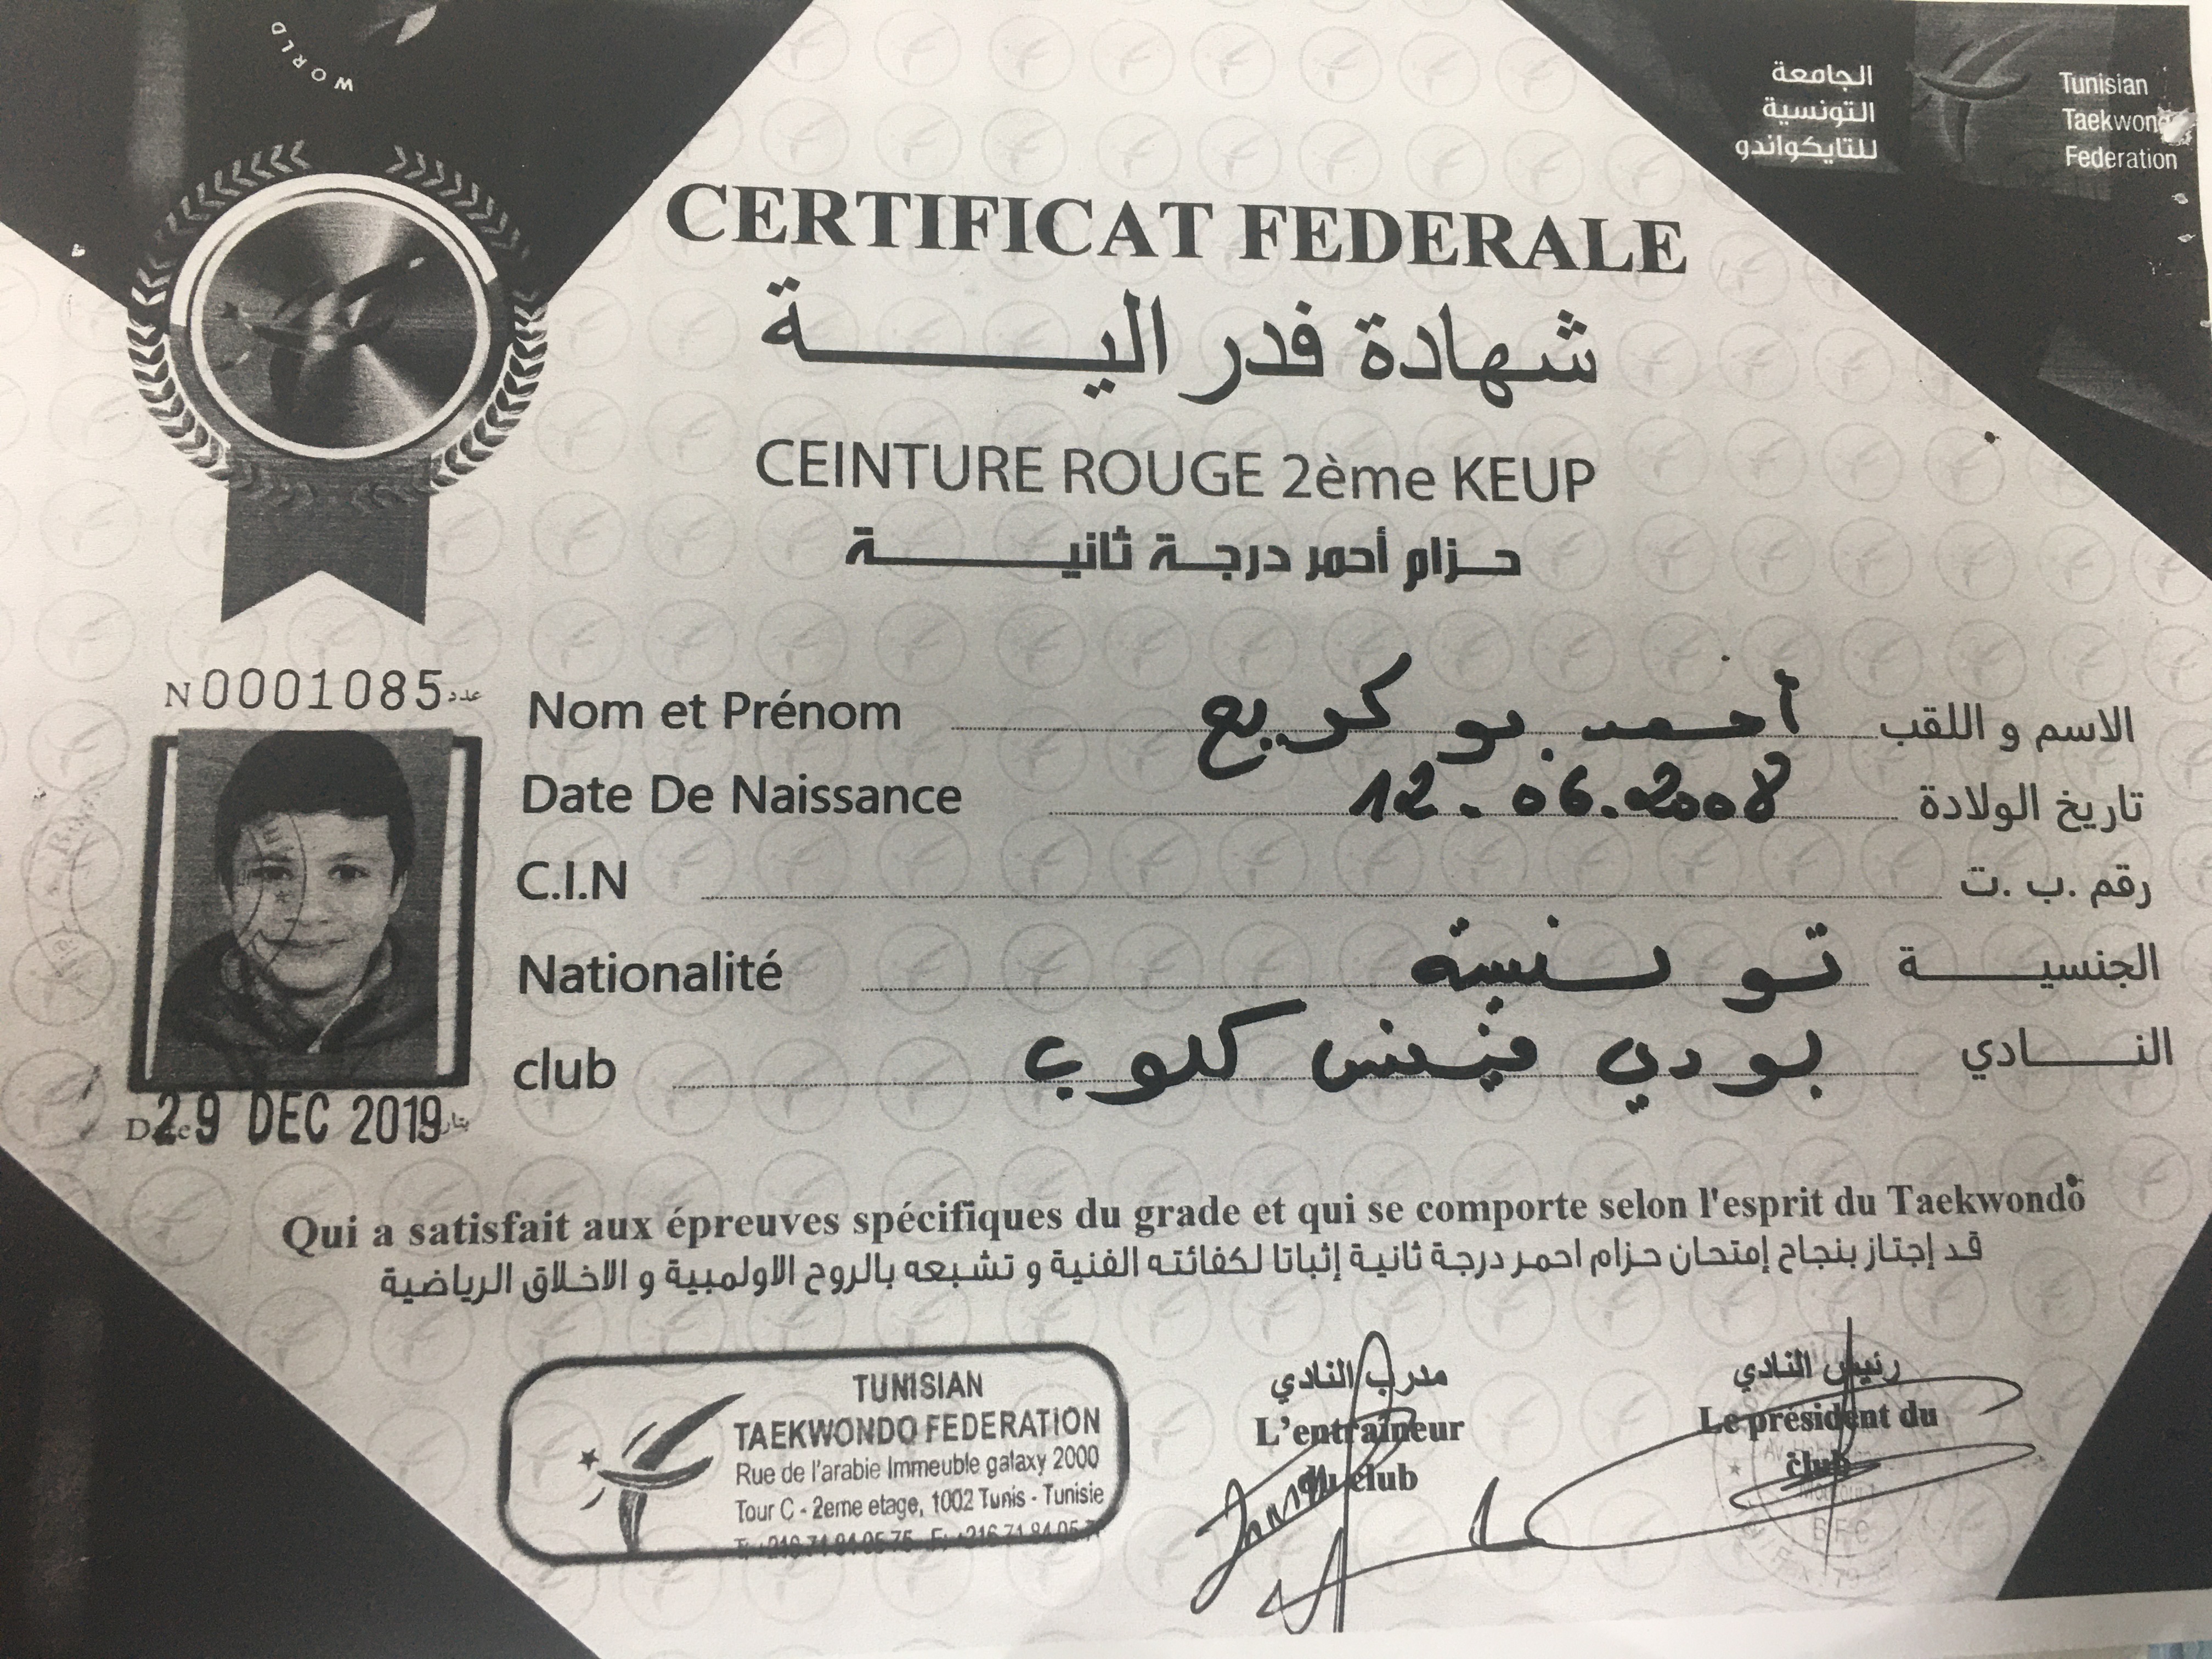 WORLD
الجامعة
التونسية
للتايكواندو
Tunisian
Taekwondo
Federation
CERTIFICAT FEDERALE
شهادة فدرالية
CEINTURE ROUGE 2ème KEUP
حزام أحمر درجة ثانية
N 0001085 عدد
Nom et Prénom أحمد بو كريع الاسم و اللقب
Date De Naissance 12.06.2008 تاريخ الولادة
C.I.N رقم .ب .ت
Nationalité تونسية الجنسية
club بودي فيتنس كلوب النادي
Date 29 DEC 2019
Qui a satisfait aux épreuves spécifiques du grade et qui se comporte selon l'esprit du Taekwondo
قد إجتاز بنجاح إمتحان حزام احمر درجة ثانية إثباتا لكفائته الفنية و تشبعه بالروح الاولمبية و الاخلاق الرياضية
TUNISIAN
TAEKWONDO FEDERATION
Rue de l'arabie Immeuble galaxy 2000
Tour C - 2eme etage, 1002 Tunis - Tunisie
مدرب النادي
L'entraîneur
du club
رئيس النادي
Le président du
club
B F C